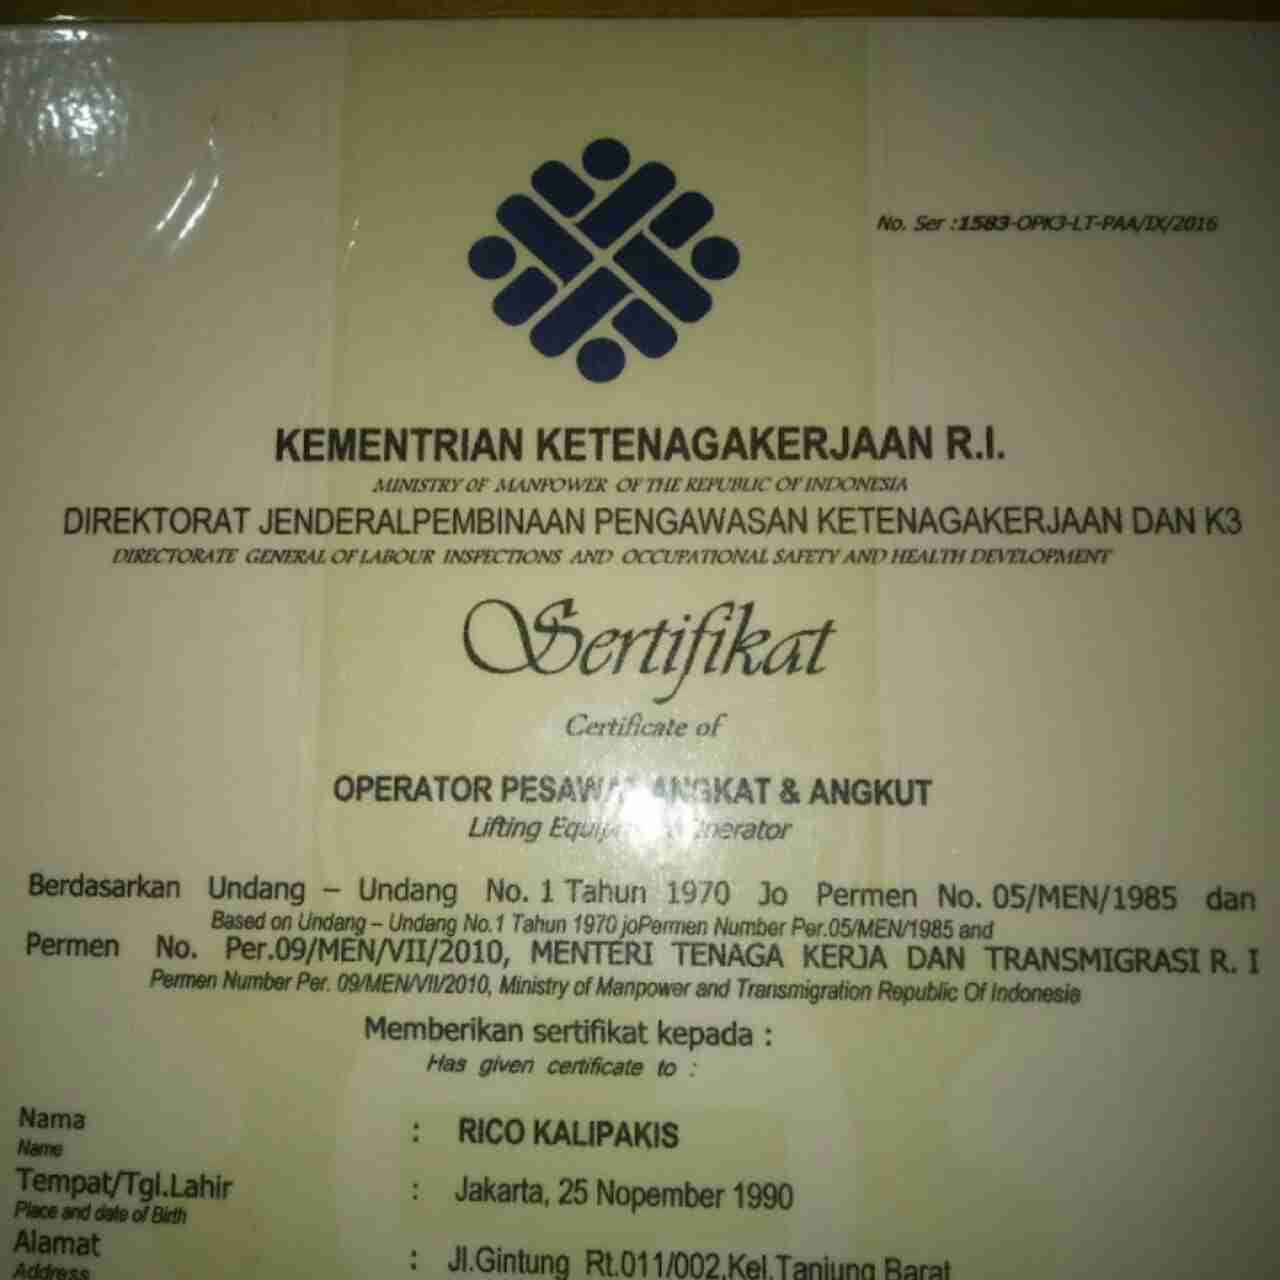 No. Ser :1583-OPK3-LT-PAA/IX/2016
KEMENTRIAN KETENAGAKERJAAN R.I.
MINISTRY OF MANPOWER OF THE REPUBLIC OF INDONESIA
DIREKTORAT JENDERALPEMBINAAN PENGAWASAN KETENAGAKERJAAN DAN K3
DIRECTORATE GENERAL OF LABOUR INSPECTIONS AND OCCUPATIONAL SAFETY AND HEALTH DEVELOPMENT
Sertifikat
Certificate of
OPERATOR ANGKAT & ANGKUT
Lifting
Berdasarkan Undang – Undang No. 1 Tahun 1970 Jo Permen No. 05/MEN/1985 dan
Based on Undang – Undang No.1 Tahun 1970 joPermen Number Per.05/MEN/1985 and
Permen No. Per.09/MEN/VII/2010, MENTERI TENAGA KERJA DAN TRANSMIGRASI R. I
Permen Number Per. 09/MEN/VII/2010, Ministry of Manpower and Transmigration Republic Of Indonesia
Memberikan sertifikat kepada :
Has given certificate to :
Nama : RICO KALIPAKIS
Name
Tempat/Tgl.Lahir : Jakarta, 25 Nopember 1990
Place and date of Birth
Alamat : Jl.Gintung Rt.011/002,Kel.Tanjung Barat
Address